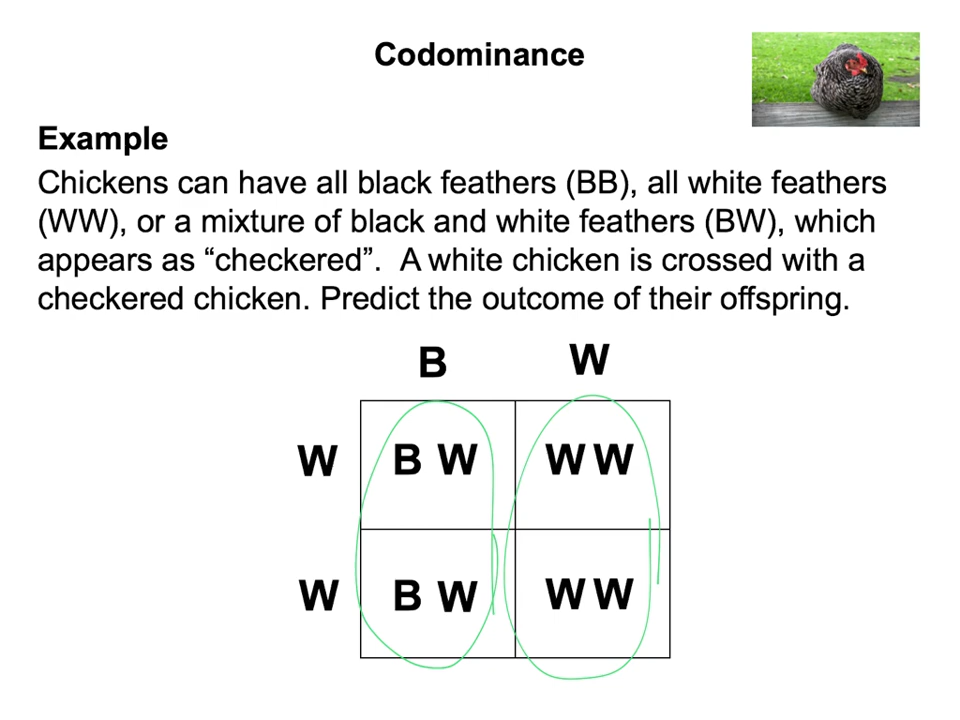 Codominance
Example
Chickens can have all black feathers (BB), all white feathers
(WW), or a mixture of black and white feathers (BW), which
appears as “checkered”.  A white chicken is crossed with a
checkered chicken. Predict the outcome of their offspring.
B W
W B W W W
W B W W W